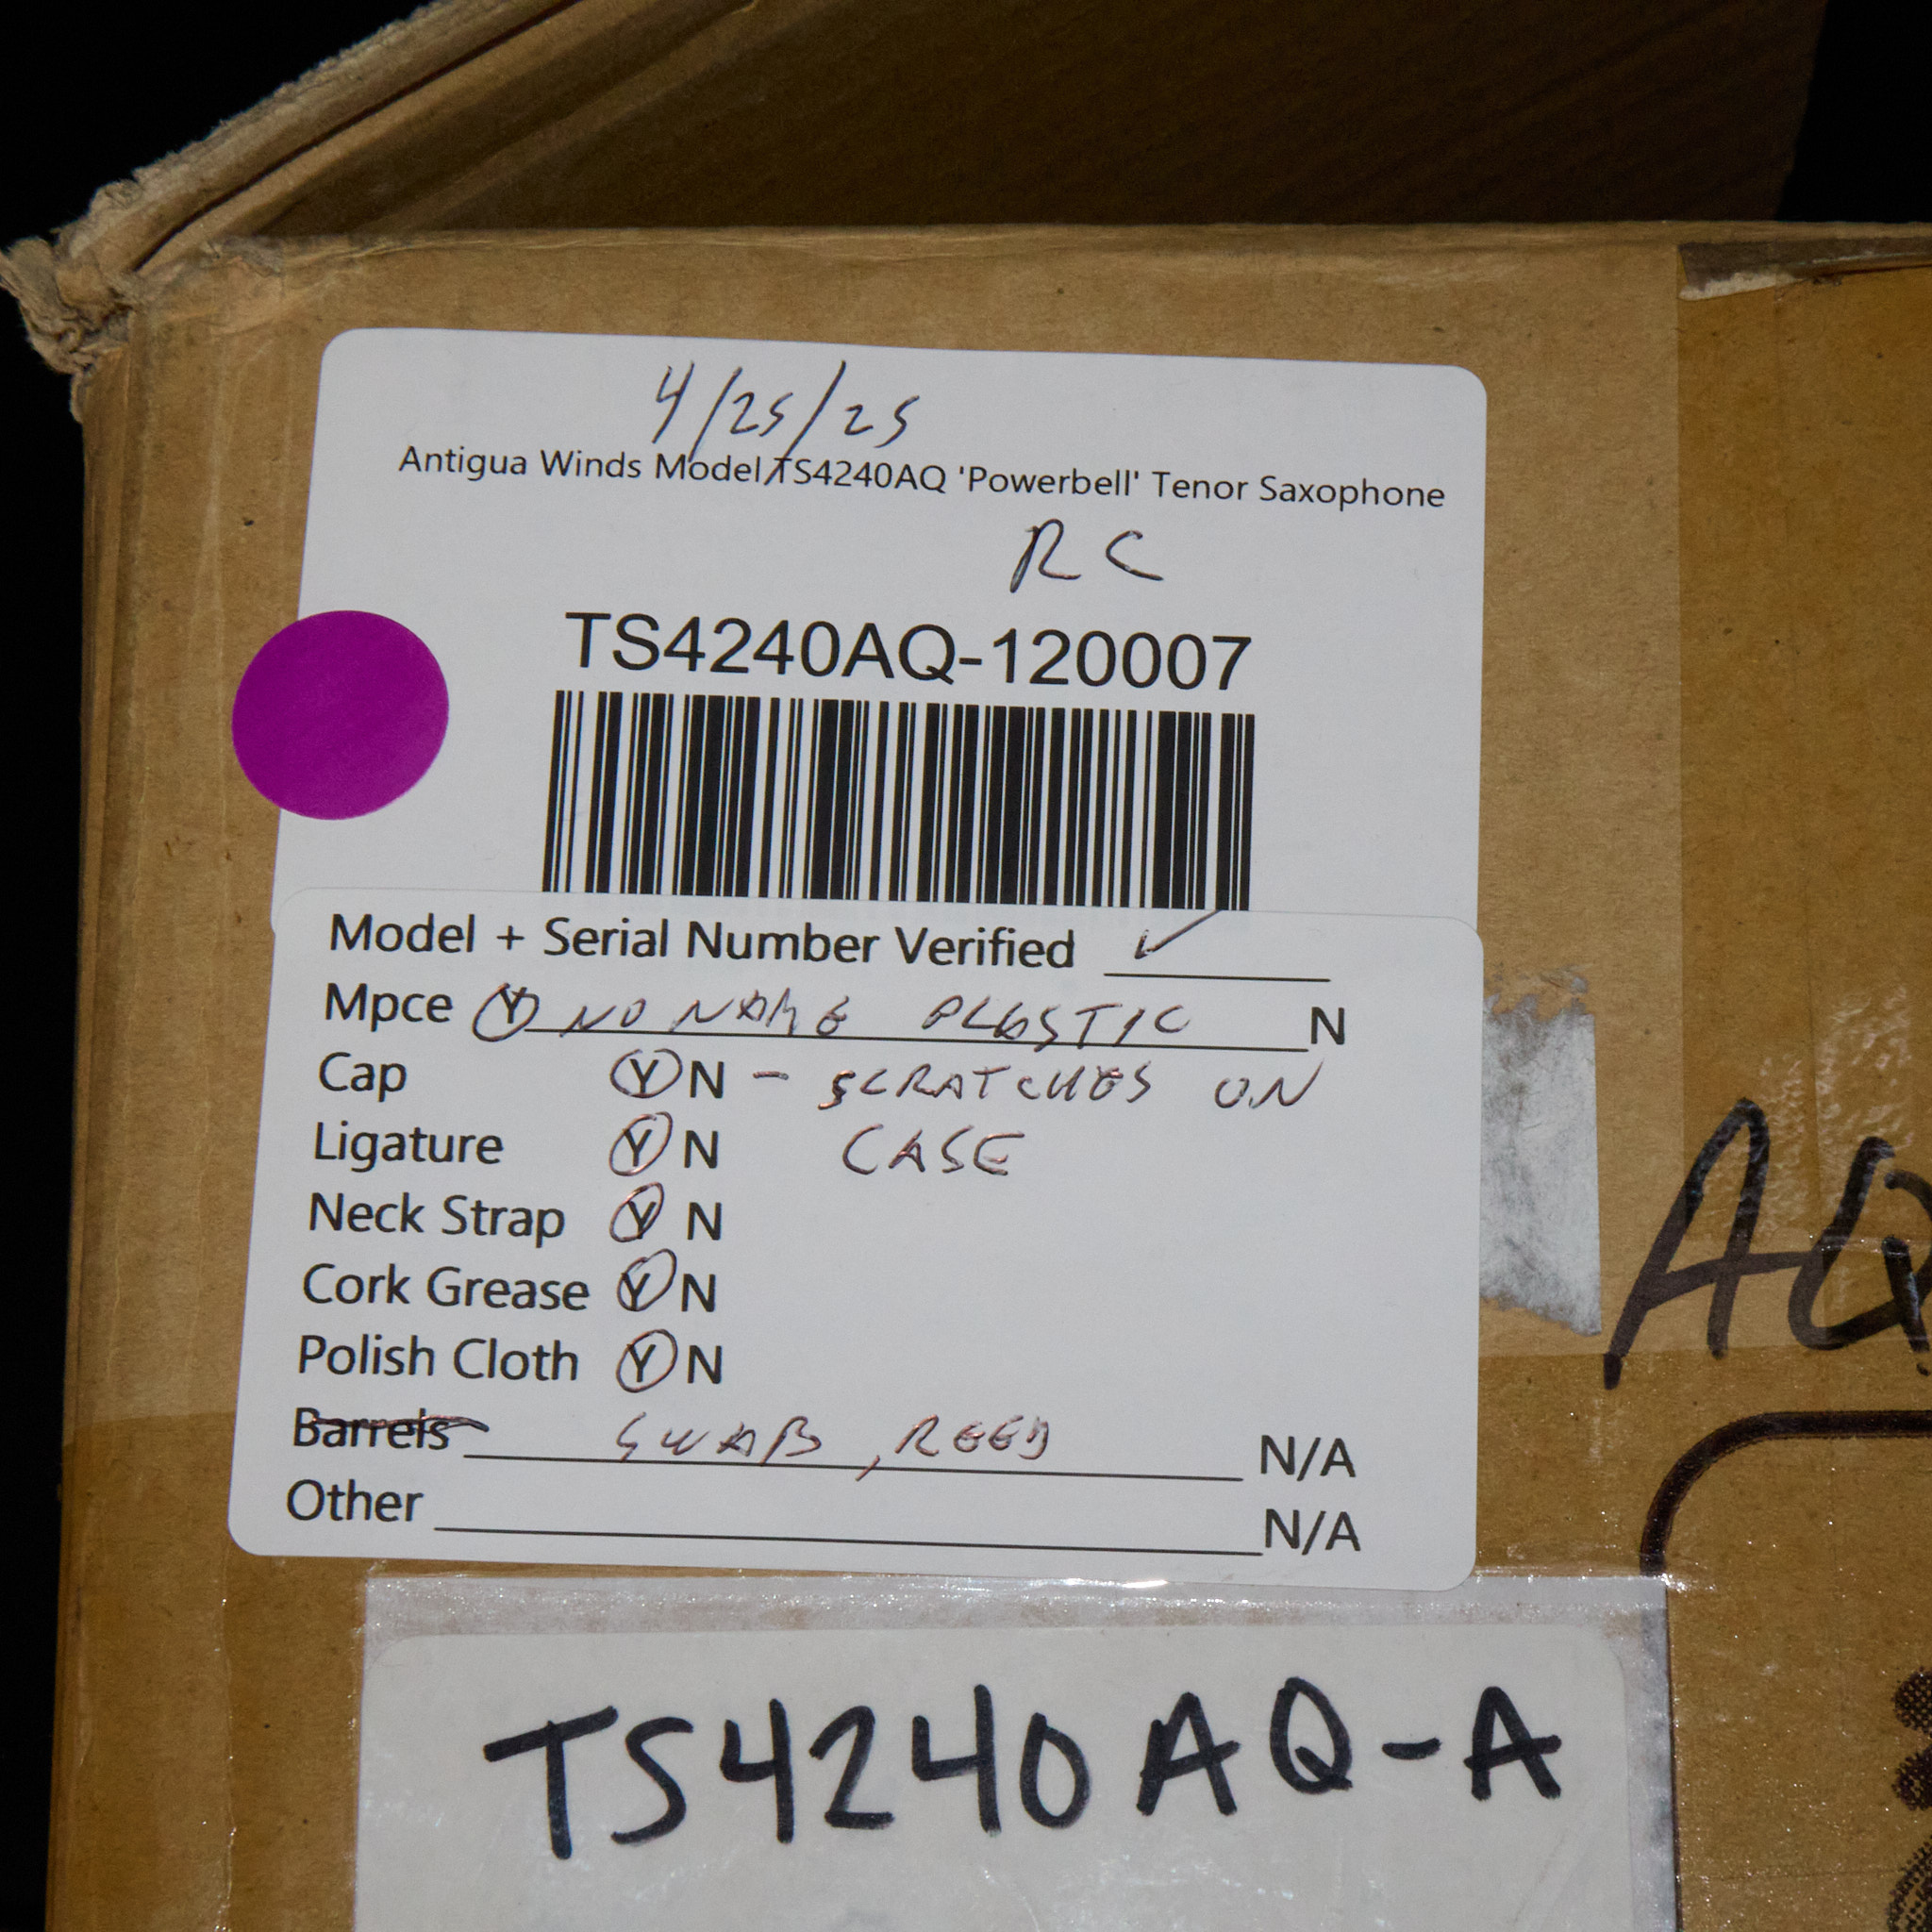 4/25/25
Antigua Winds Model TS4240AQ 'Powerbell' Tenor Saxophone
RC
TS4240AQ-120007
Model + Serial Number Verified ✓
Mpce Y NO NAME PLASTIC N
Cap Y N - SCRATCHES ON
Ligature Y N CASE
Neck Strap Y N
Cork Grease Y N
Polish Cloth Y N
Barrels SWAB, REED N/A
Other N/A
AQ
TS4240AQ-A